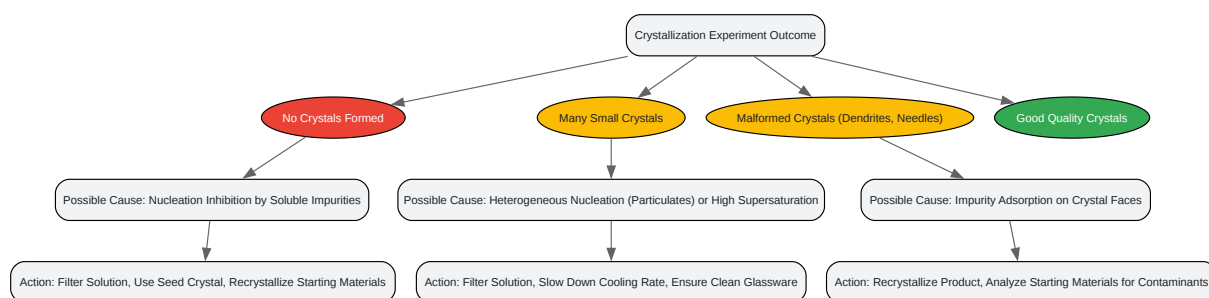 Crystallization Experiment Outcome
No Crystals Formed
Many Small Crystals
Malformed Crystals (Dendrites, Needles)
Good Quality Crystals
Possible Cause: Nucleation Inhibition by Soluble Impurities
Possible Cause: Heterogeneous Nucleation (Particulates) or High Supersaturation
Possible Cause: Impurity Adsorption on Crystal Faces
Action: Filter Solution, Use Seed Crystal, Recrystallize Starting Materials
Action: Filter Solution, Slow Down Cooling Rate, Ensure Clean Glassware
Action: Recrystallize Product, Analyze Starting Materials for Contaminants